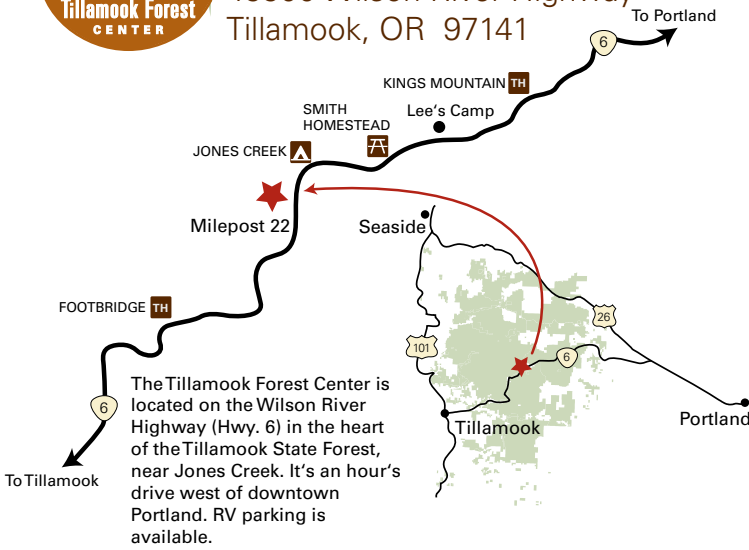 Tillamook Forest
CENTER
Tillamook, OR 97141
To Portland
6
KINGS MOUNTAIN TH
Lee's Camp
SMITH
HOMESTEAD
JONES CREEK
Milepost 22
Seaside
FOOTBRIDGE TH
26
101
6
6
Portland
Tillamook
To Tillamook
The Tillamook Forest Center is
located on the Wilson River
Highway (Hwy. 6) in the heart
of the Tillamook State Forest,
near Jones Creek. It's an hour's
drive west of downtown
Portland. RV parking is
available.